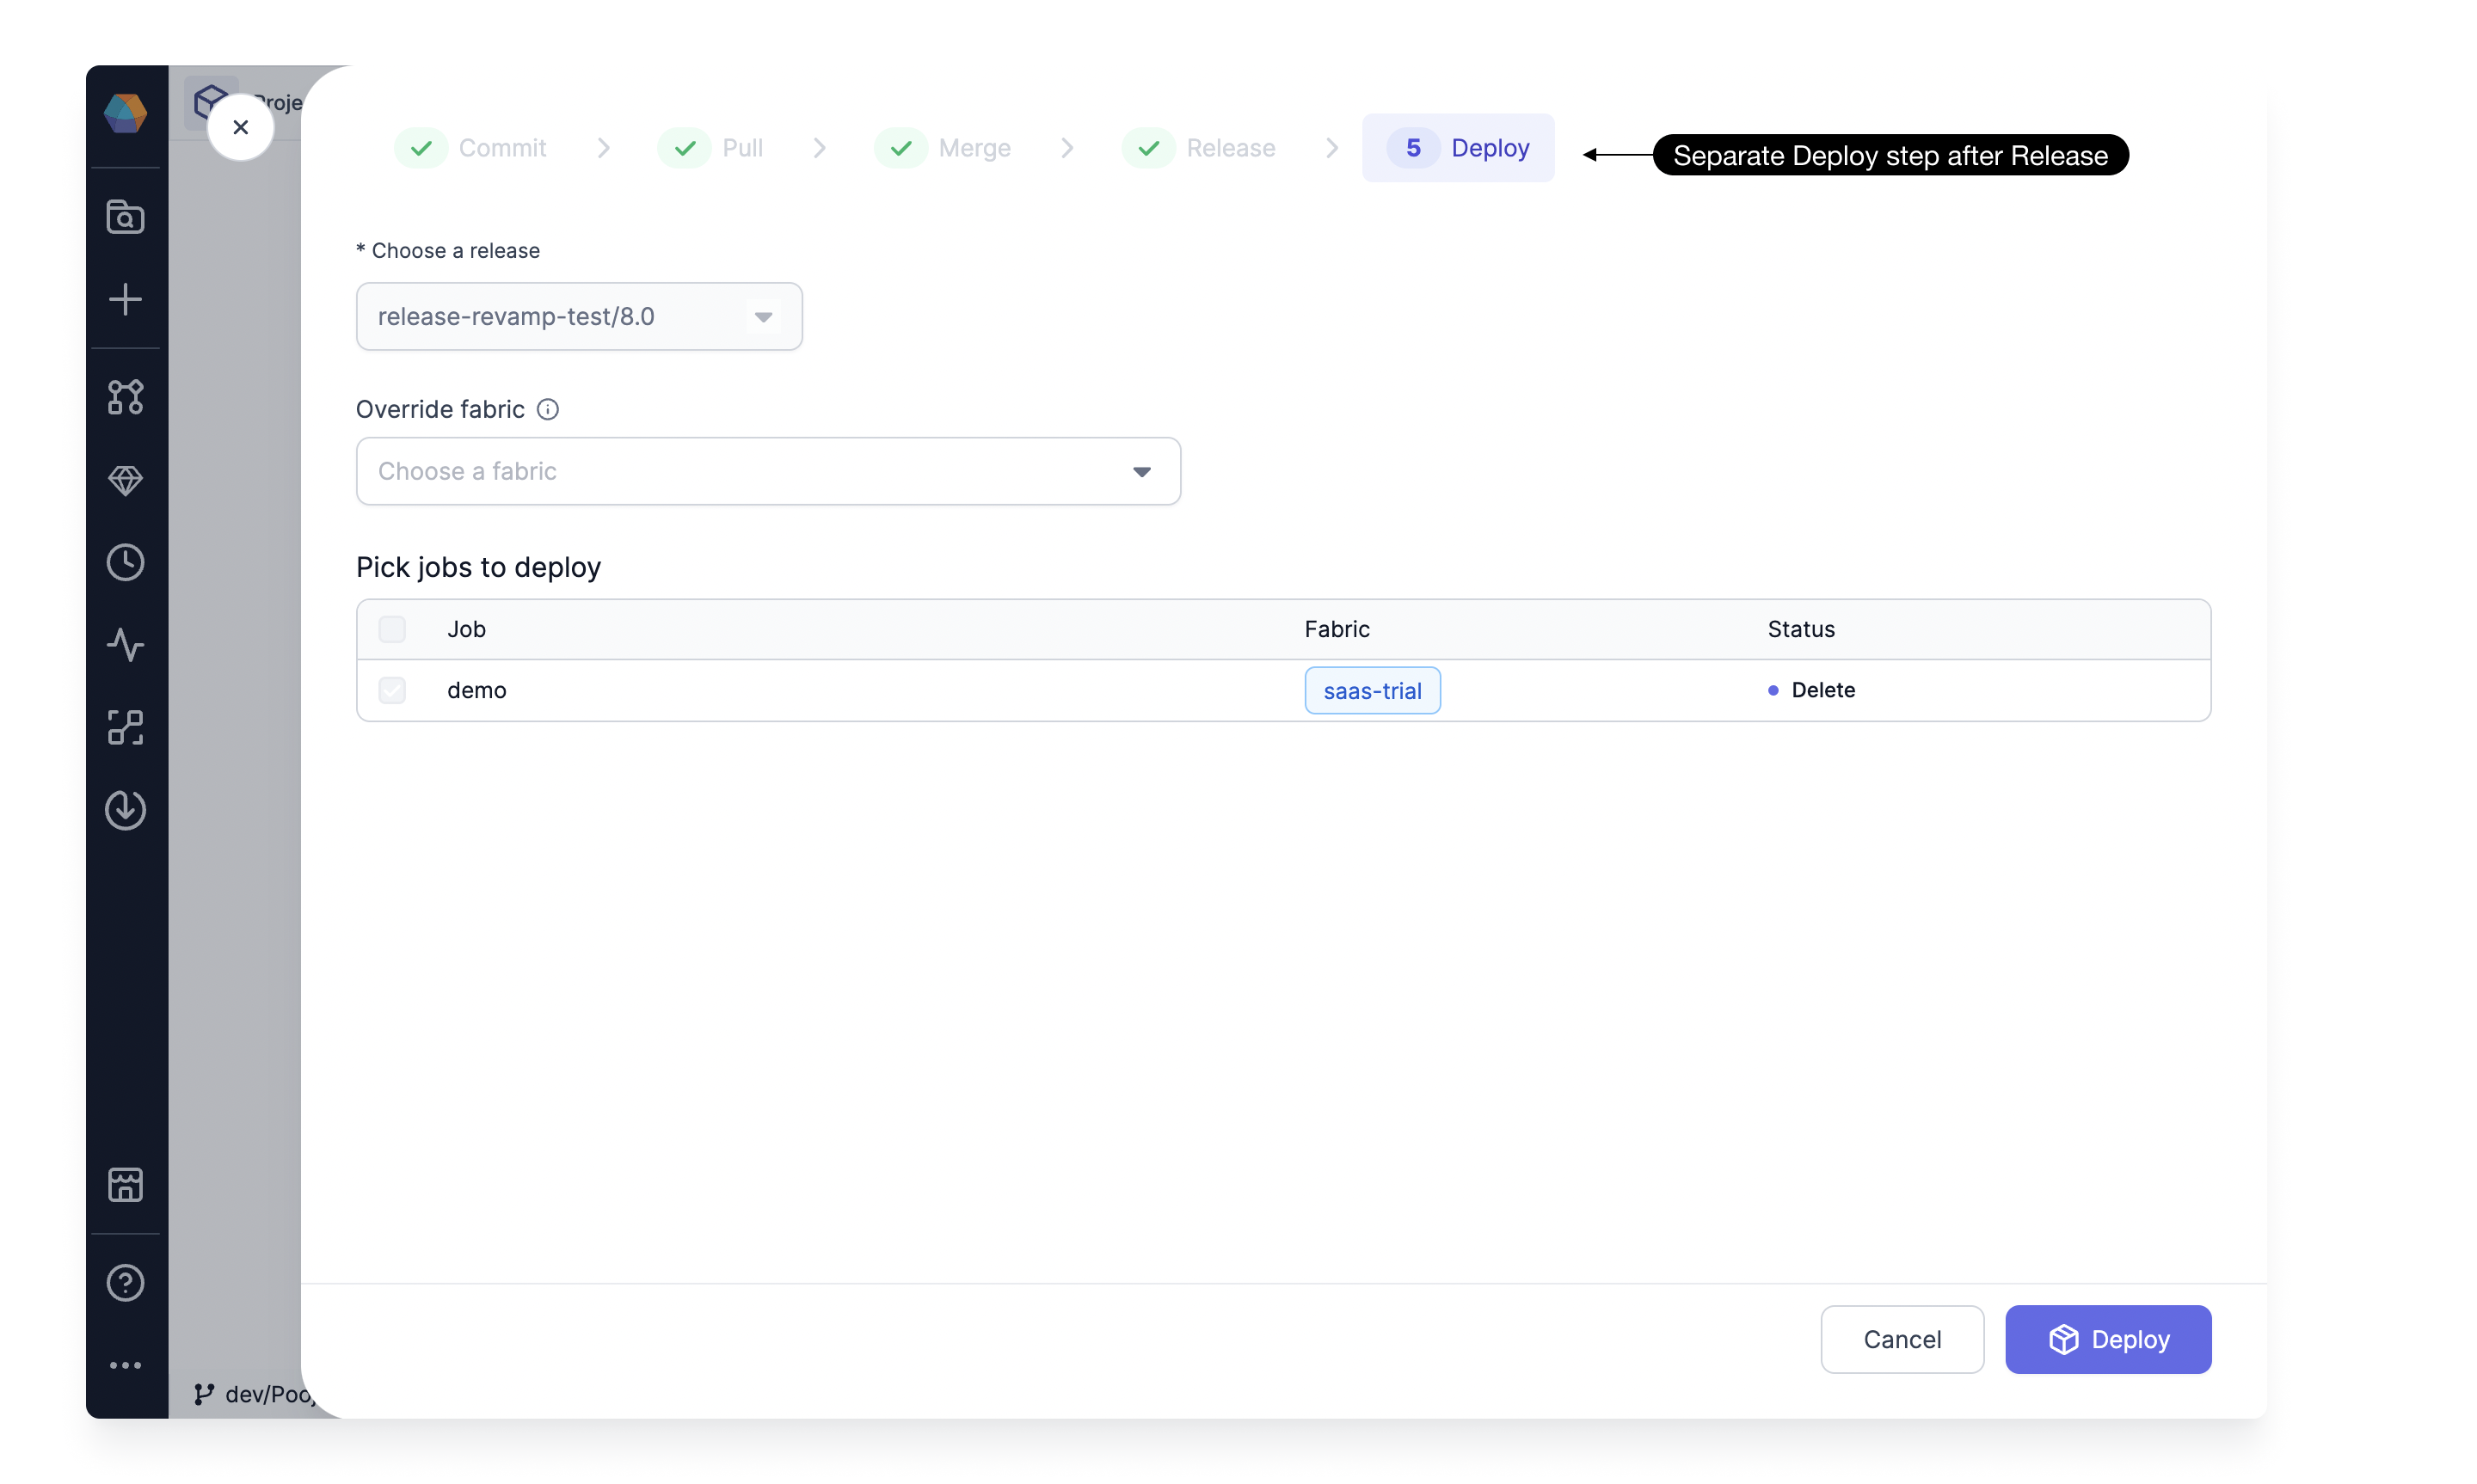 Proje
Commit
Pull
Merge
Release
5 Deploy
Separate Deploy step after Release
* Choose a release
release-revamp-test/8.0
Override fabric
Choose a fabric
Pick jobs to deploy
Job Fabric Status
demo saas-trial Delete
Cancel Deploy
dev/Pooj